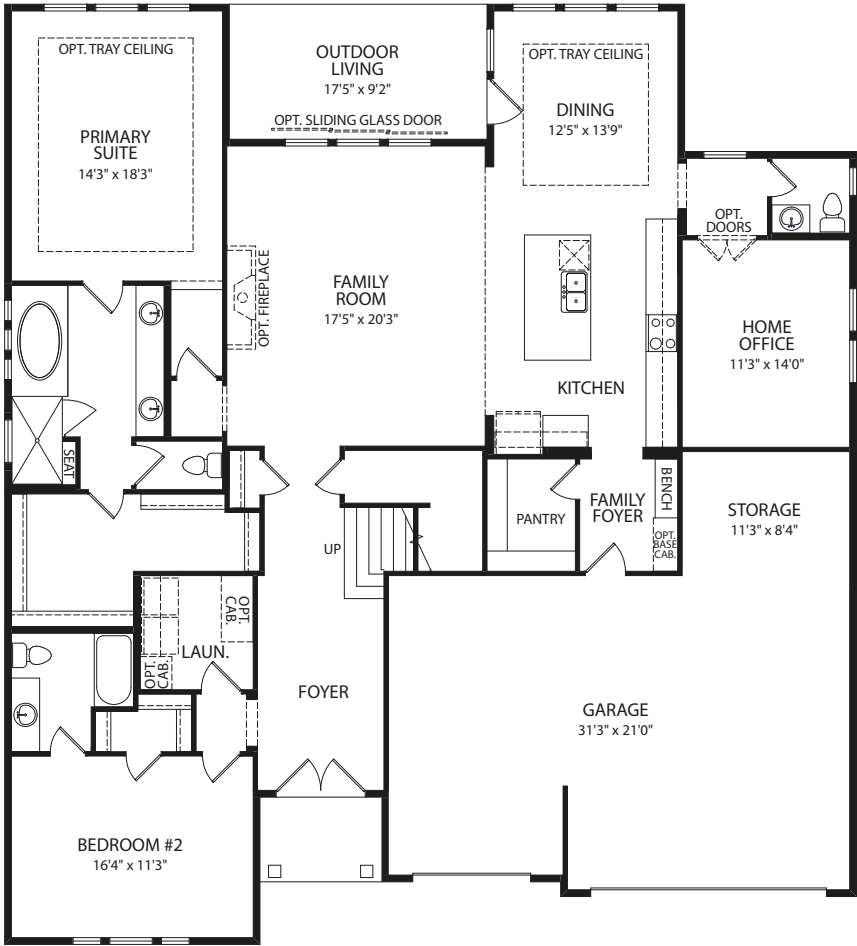 OPT. TRAY CEILING
PRIMARY
SUITE
14'3" x 18'3"
OUTDOOR
LIVING
17'5" x 9'2"
OPT. SLIDING GLASS DOOR
OPT. TRAY CEILING
DINING
12'5" x 13'9"
OPT.
DOORS
OPT. FIREPLACE
FAMILY
ROOM
17'5" x 20'3"
KITCHEN
HOME
OFFICE
11'3" x 14'0"
SEAT
UP
PANTRY
FAMILY
FOYER
BENCH
OPT.
BASE
CAB.
STORAGE
11'3" x 8'4"
OPT.
CAB.
LAUN.
OPT.
CAB.
FOYER
GARAGE
31'3" x 21'0"
BEDROOM #2
16'4" x 11'3"